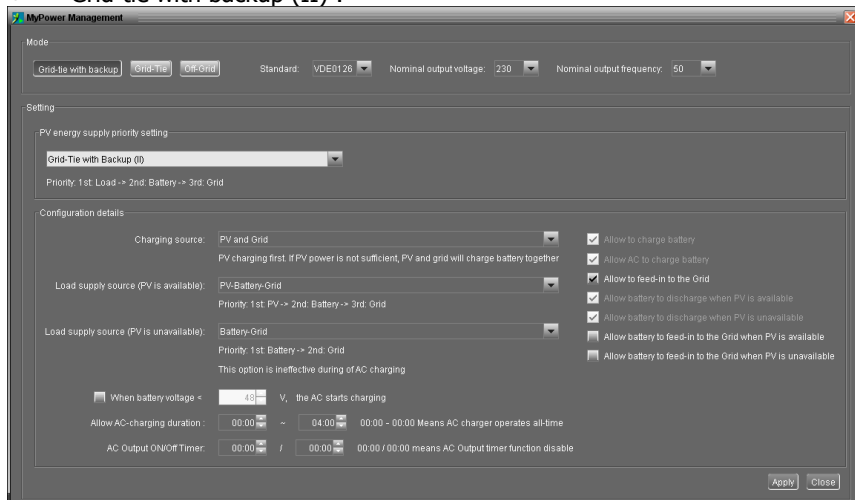 Grid-tie with backup (II) :
MyPower Management
Mode
Grid-tie with backup Grid-Tie Off-Grid Standard: VDE0126 Nominal output voltage: 230 Nominal output frequency: 50
Setting
PV energy supply priority setting
Grid-Tie with Backup (II)
Priority: 1st: Load -> 2nd: Battery -> 3rd: Grid
Configuration details
Charging source: PV and Grid
PV charging first. If PV power is not sufficient, PV and grid will charge battery together
Load supply source (PV is available): PV-Battery-Grid
Priority: 1st: PV -> 2nd: Battery -> 3rd: Grid
Load supply source (PV is unavailable): Battery-Grid
Priority: 1st: Battery -> 2nd: Grid
This option is ineffective during of AC charging
When battery voltage < 48 V, the AC starts charging
Allow AC-charging duration : 00:00 ~ 04:00 00:00 - 00:00 Means AC charger operates all-time
AC Output ON/Off Timer: 00:00 / 00:00 00:00 / 00:00 means AC Output timer function disable
Allow to charge battery
Allow AC to charge battery
Allow to feed-in to the Grid
Allow battery to discharge when PV is available
Allow battery to discharge when PV is unavailable
Allow battery to feed-in to the Grid when PV is available
Allow battery to feed-in to the Grid when PV is unavailable
Apply Close